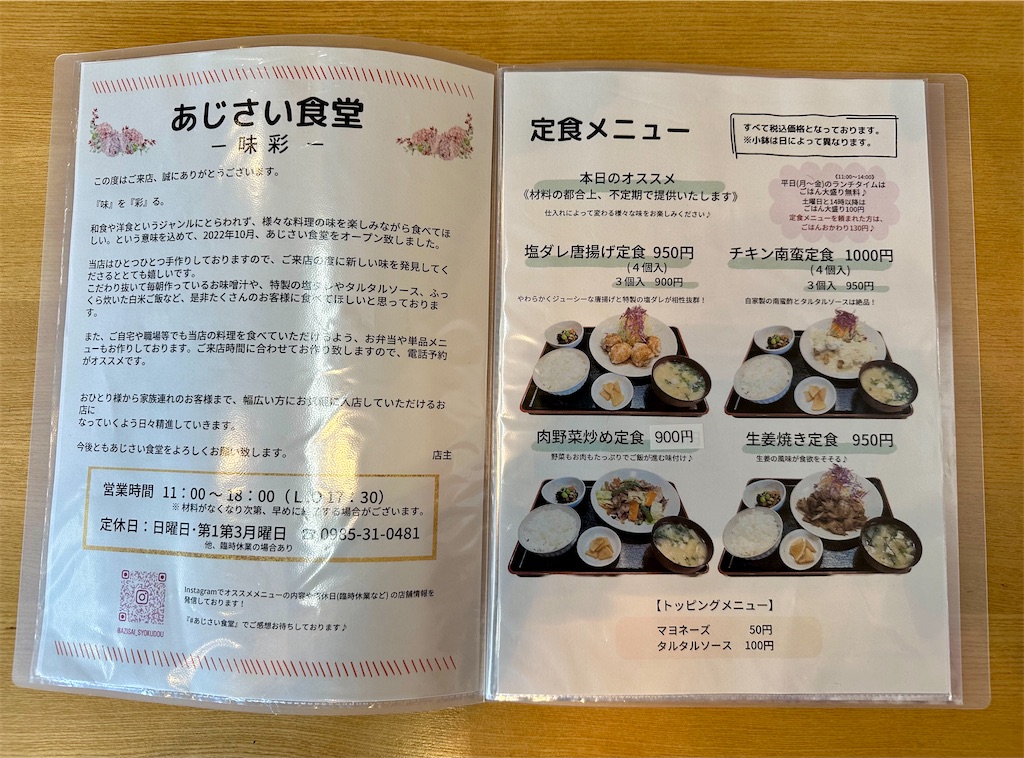 あじさい食堂
－ 味 彩 －
この度はご来店、誠にありがとうございます。
『味』を『彩』る。
和食や洋食というジャンルにとらわれず、様々な料理の味を楽しみながら食べてほ
しい。という意味を込めて、2022年10月、あじさい食堂をオープン致しました。
当店はひとつひとつ手作りしておりますので、ご来店の度に新しい味を発見してく
ださるととても嬉しいです。
こだわり抜いて毎朝作っているお味噌汁や、特製の塩ダレやタルタルソース、ふっ
くら炊いた白米ご飯など、是非たくさんのお客様に食べてほしいと思っておりま
す。
また、ご自宅や職場等でも当店の料理を食べていただけるよう、お弁当や単品メニ
ューもお作りしております。ご来店時間に合わせてお作り致しますので、電話予約
がオススメです。
おひとり様から家族連れのお客様まで、幅広い方にお気軽に入店していただけるお
店に
なっていくよう日々精進していきます。
今後ともあじさい食堂をよろしくお願い致します。
店主
営業時間 11：00～18：00（L.O 17：30）
※ 材料がなくなり次第、早めに終了する場合がございます。
定休日：日曜日･第1第3月曜日 ☎0985-31-0481
他、臨時休業の場合あり
Instagramでオススメメニューの内容や店休日(臨時休業など) の店舗情報を
発信しております！
『#あじさい食堂』でご感想お待ちしております♪
@AZISAI_SYOKUDOU
定食メニュー
すべて税込価格となっております。
※小鉢は日によって異なります。
本日のオススメ
《材料の都合上、不定期で提供いたします》
仕入れによって変わる様々な味をお楽しみください♪
《11:00～14:00》
平日(月～金)のランチタイムは
ごはん大盛り無料♪
土曜日と14時以降は
ごはん大盛り100円
定食メニューを頼まれた方は、
ごはんおかわり130円♪
塩ダレ唐揚げ定食 950円
(４個入)
３個入 900円
やわらかくジューシーな唐揚げと特製の塩ダレが相性抜群！
チキン南蛮定食 1000円
(４個入)
３個入 950円
自家製の南蛮酢とタルタルソースは絶品！
肉野菜炒め定食 900円
野菜もお肉もたっぷりでご飯が進む味付け♪
生姜焼き定食 950円
生姜の風味が食欲をそそる♪
【トッピングメニュー】
マヨネーズ 50円
タルタルソース 100円